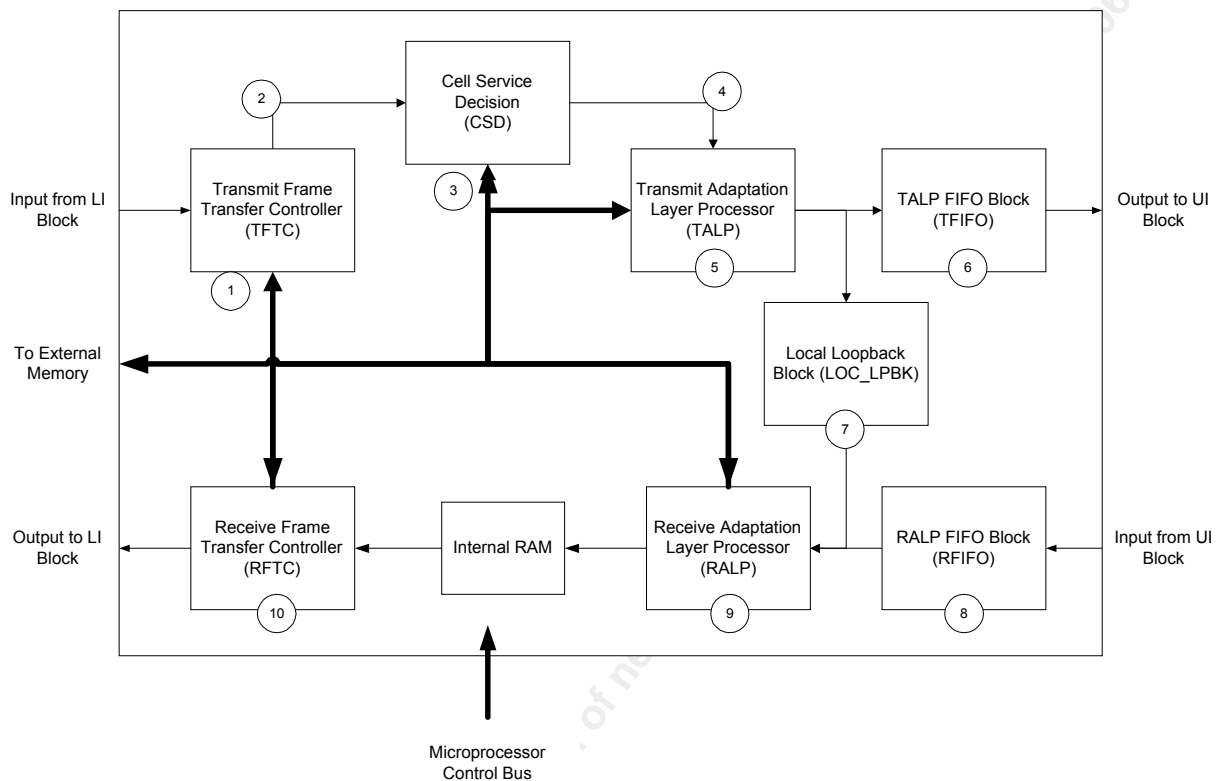 Cell Service
Decision
(CSD)
2
4
3
Input from LI
Block
Transmit Frame
Transfer Controller
(TFTC)
1
Transmit Adaptation
Layer Processor
(TALP)
5
TALP FIFO Block
(TFIFO)
6
Output to UI
Block
To External
Memory
Local Loopback
Block (LOC_LPBK)
7
Output to LI
Block
Receive Frame
Transfer Controller
(RFTC)
10
Internal RAM
Receive Adaptation
Layer Processor
(RALP)
9
RALP FIFO Block
(RFIFO)
8
Input from UI
Block
Microprocessor
Control Bus
of ne